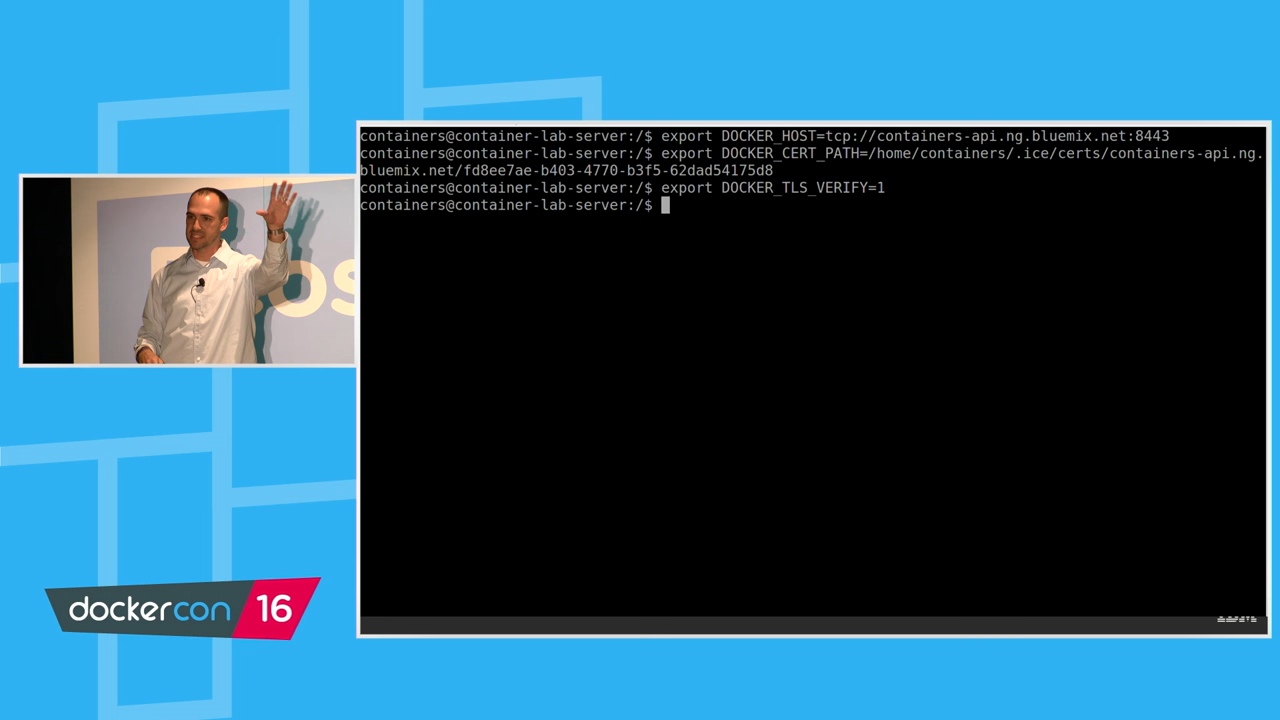 containers@container-lab-server:/$ export DOCKER_HOST=tcp://containers-api.ng.bluemix.net:8443
containers@container-lab-server:/$ export DOCKER_CERT_PATH=/home/containers/.ice/certs/containers-api.ng.
bluemix.net/fd8ee7ae-b403-4770-b3f5-62dad54175d8
containers@container-lab-server:/$ export DOCKER_TLS_VERIFY=1
containers@container-lab-server:/$
dockercon 16